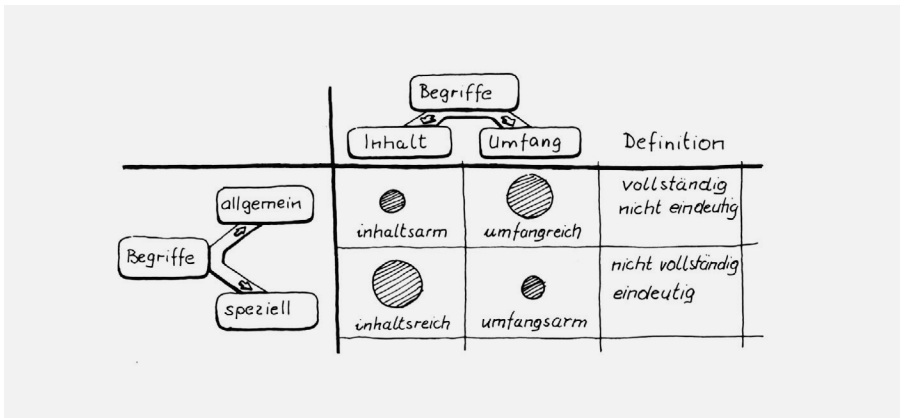 Begriffe
Inhalt
Umfang
Definition
Begriffe
allgemein
speziell
inhaltsarm
umfangreich
vollständig
nicht eindeutig
inhaltsreich
umfangsarm
nicht vollständig
eindeutig